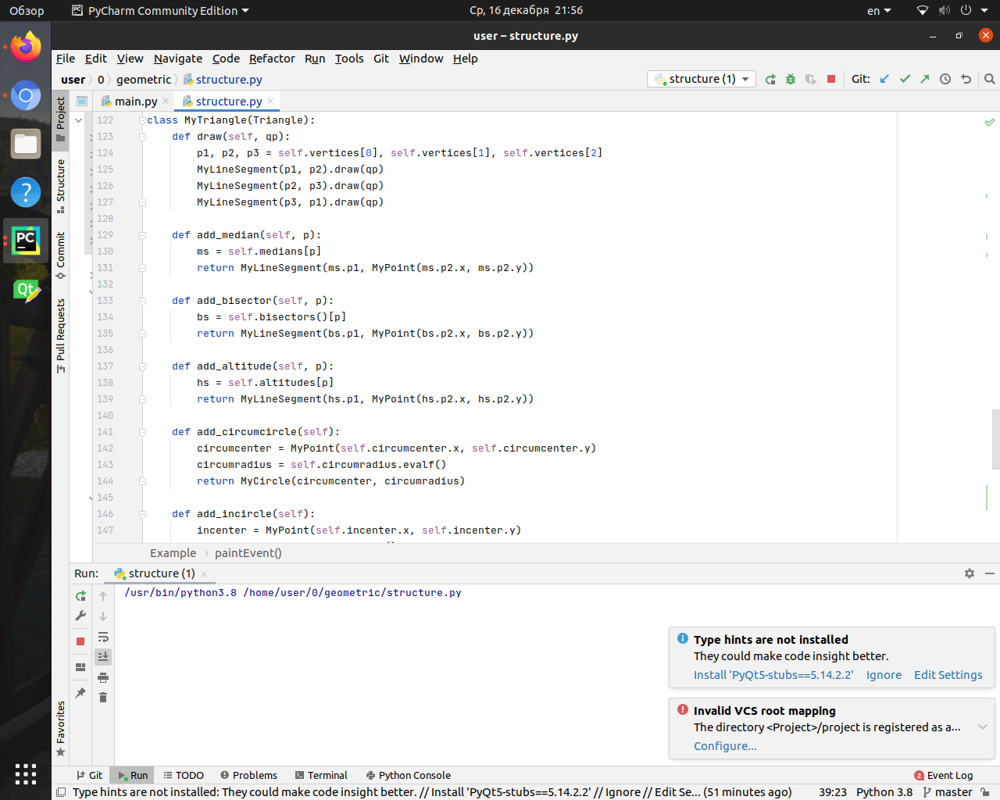 Обзор PyCharm Community Edition Ср, 16 декабря 21:56 en
user – structure.py
File Edit View Navigate Code Refactor Run Tools Git Window Help
user 0 geometric structure.py structure (1) Git:
main.py structure.py
Project
Structure
Commit
Pull Requests
Favorites
122 class MyTriangle(Triangle):
123 def draw(self, qp):
124 p1, p2, p3 = self.vertices[0], self.vertices[1], self.vertices[2]
125 MyLineSegment(p1, p2).draw(qp)
126 MyLineSegment(p2, p3).draw(qp)
127 MyLineSegment(p3, p1).draw(qp)
128
129 def add_median(self, p):
130 ms = self.medians[p]
131 return MyLineSegment(ms.p1, MyPoint(ms.p2.x, ms.p2.y))
132
133 def add_bisector(self, p):
134 bs = self.bisectors()[p]
135 return MyLineSegment(bs.p1, MyPoint(bs.p2.x, bs.p2.y))
136
137 def add_altitude(self, p):
138 hs = self.altitudes[p]
139 return MyLineSegment(hs.p1, MyPoint(hs.p2.x, hs.p2.y))
140
141 def add_circumcircle(self):
142 circumcenter = MyPoint(self.circumcenter.x, self.circumcenter.y)
143 circumradius = self.circumradius.evalf()
144 return MyCircle(circumcenter, circumradius)
145
146 def add_incircle(self):
147 incenter = MyPoint(self.incenter.x, self.incenter.y)
Example paintEvent()
Run: structure (1)
/usr/bin/python3.8 /home/user/0/geometric/structure.py
Type hints are not installed
They could make code insight better.
Install 'PyQt5-stubs==5.14.2.2' Ignore Edit Settings
Invalid VCS root mapping
The directory <Project>/project is registered as a...
Configure...
Git Run TODO Problems Terminal Python Console 2 Event Log
Type hints are not installed: They could make code insight better. // Install 'PyQt5-stubs==5.14.2.2' // Ignore // Edit Se... (51 minutes ago) 39:23 Python 3.8 master